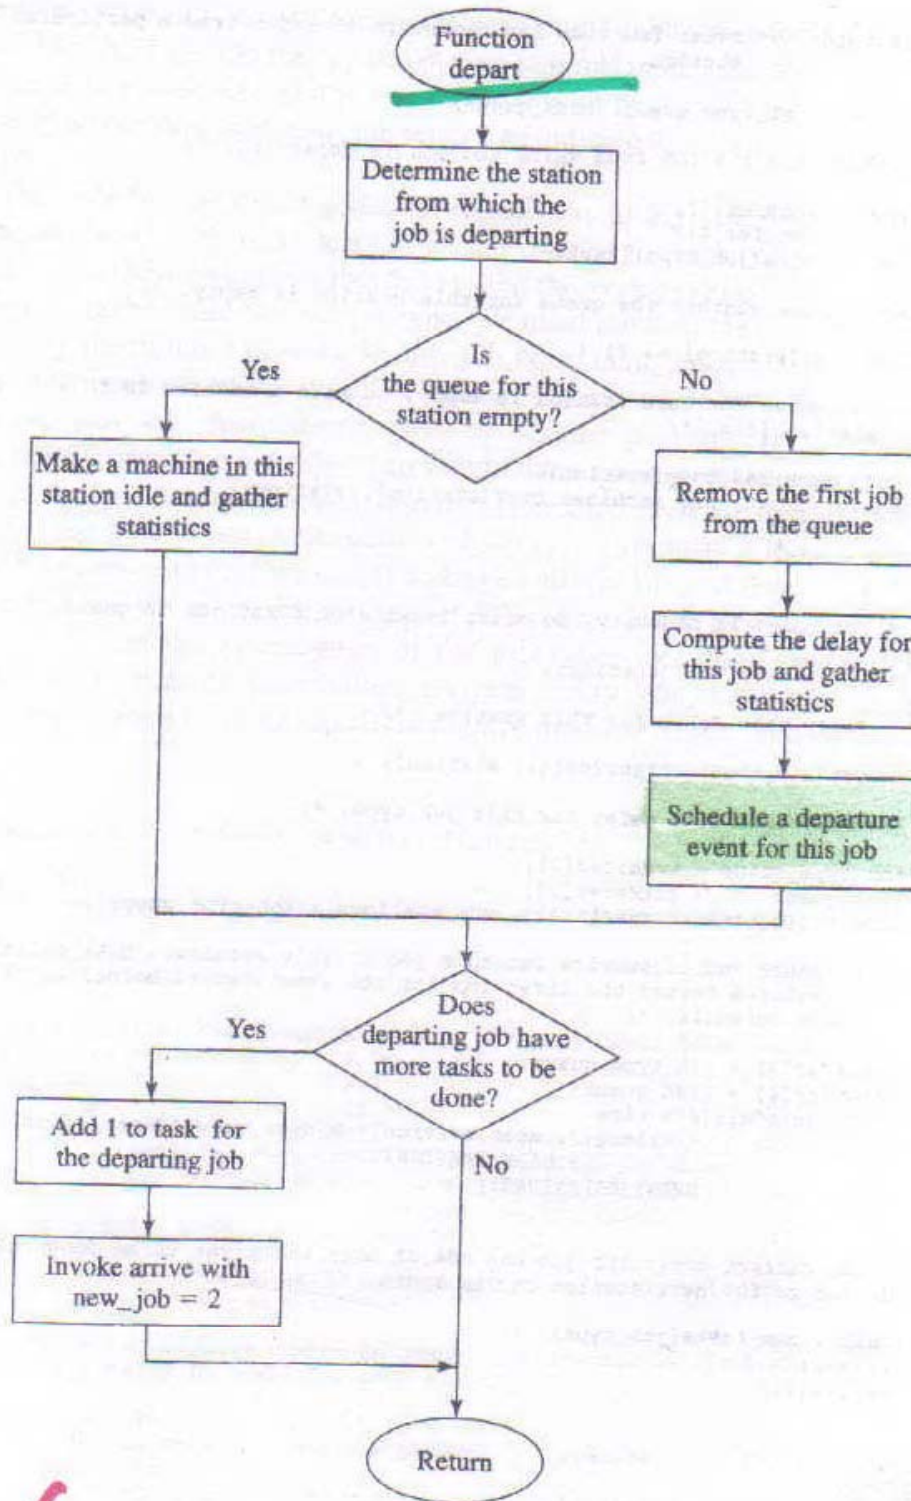 Function
depart
Determine the station
from which the
job is departing
Is
the queue for this
station empty?
Yes
No
Make a machine in this
station idle and gather
statistics
Remove the first job
from the queue
Compute the delay for
this job and gather
statistics
Schedule a departure
event for this job
Does
departing job have
more tasks to be
done?
Yes
No
Add 1 to task for
the departing job
Invoke arrive with
new_job = 2
Return